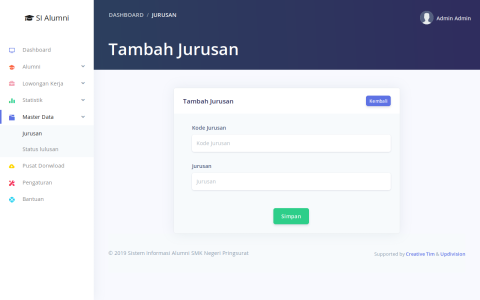 SI Alumni
Dashboard
Alumni
Lowongan Kerja
Statistik
Master Data
Jurusan
Status lulusan
Pusat Donwload
Pengaturan
Bantuan
DASHBOARD / JURUSAN
Admin Admin
Tambah Jurusan
Tambah Jurusan
Kembali
Kode Jurusan
Kode Jurusan
Jurusan
Jurusan
Simpan
© 2019 Sistem Informasi Alumni SMK Negeri Pringsurat
Supported by Creative Tim & Updivision